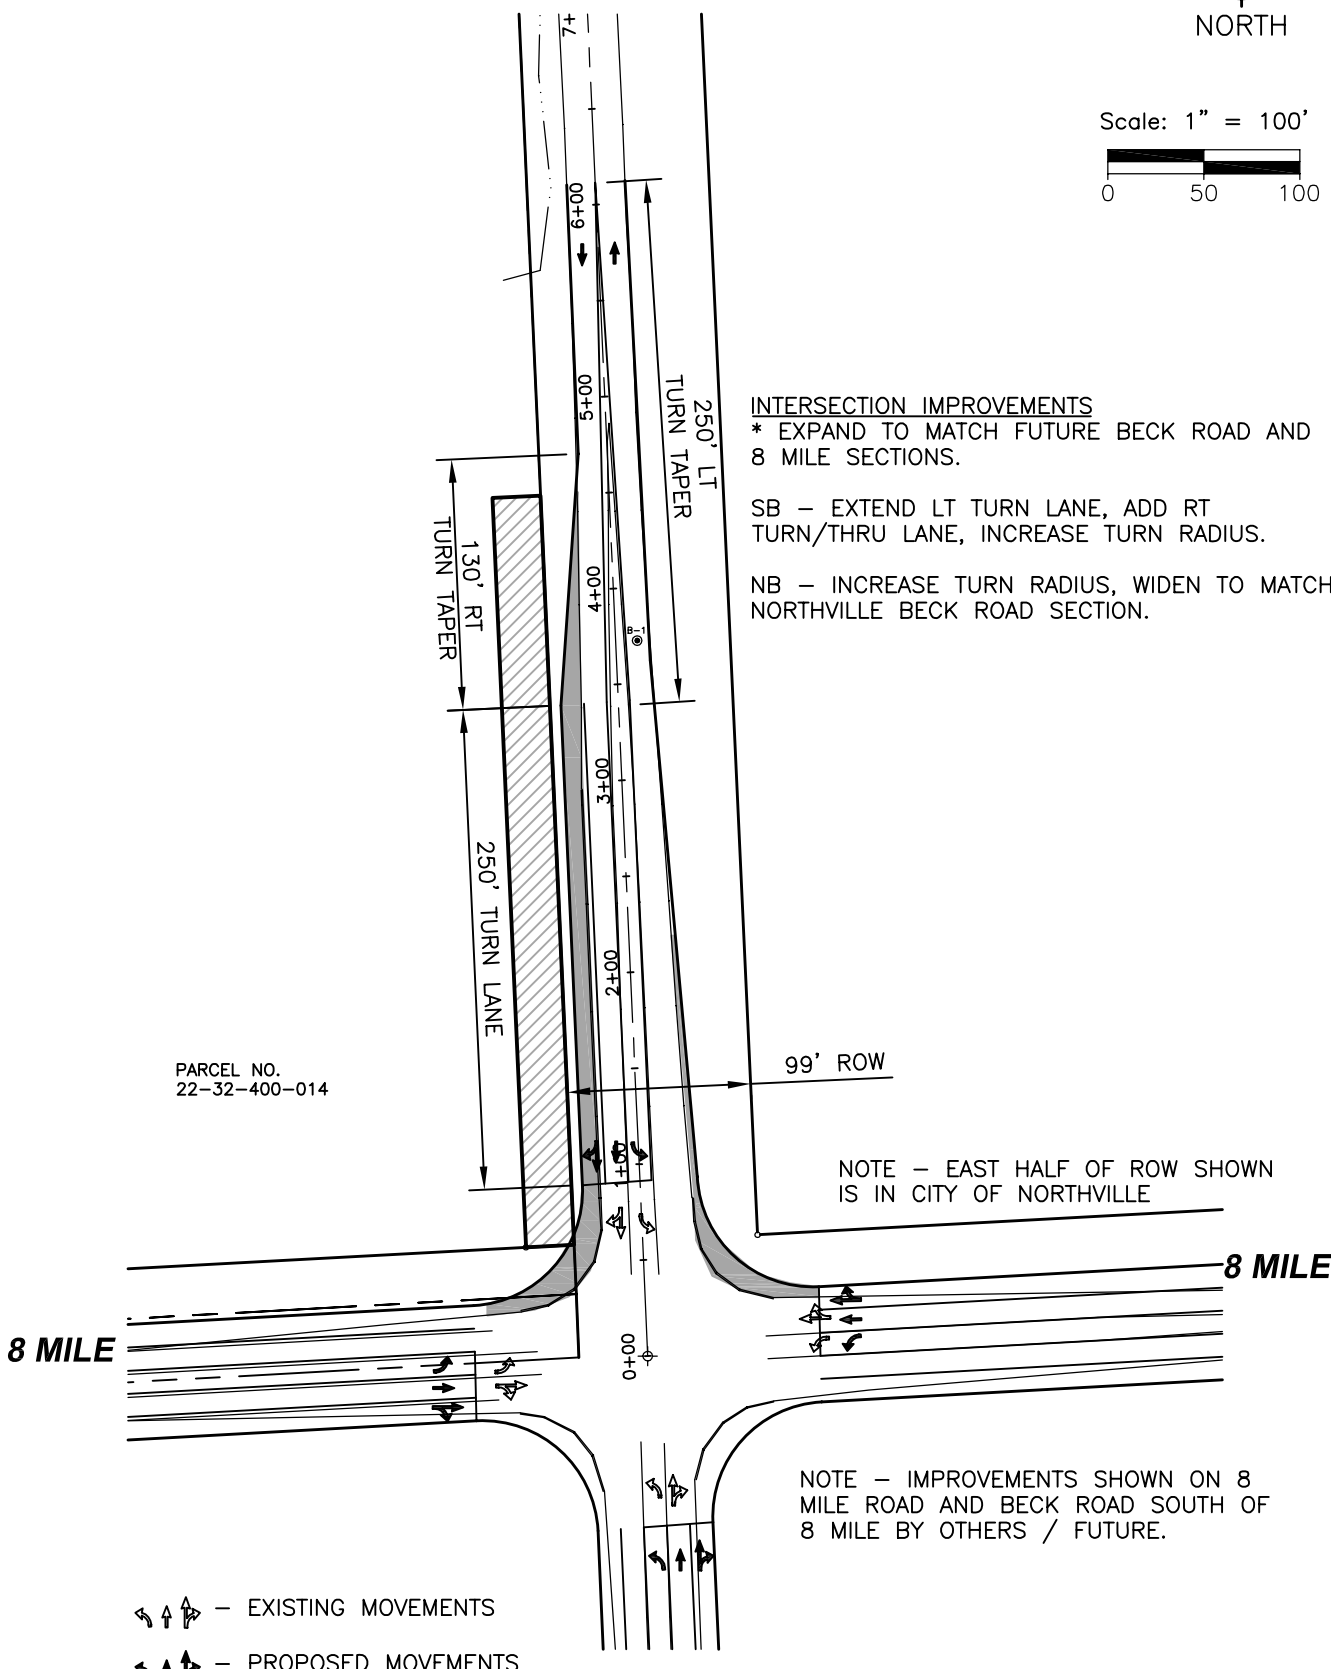 NORTH
Scale: 1" = 100'
0 50 100
7+
6+00
5+00
4+00
3+00
2+00
1+00
0+00
250' LT
TURN TAPER
INTERSECTION IMPROVEMENTS
* EXPAND TO MATCH FUTURE BECK ROAD AND
8 MILE SECTIONS.
SB – EXTEND LT TURN LANE, ADD RT
TURN/THRU LANE, INCREASE TURN RADIUS.
NB – INCREASE TURN RADIUS, WIDEN TO MATCH
NORTHVILLE BECK ROAD SECTION.
130' RT
TURN TAPER
B-1
250' TURN LANE
PARCEL NO.
22-32-400-014
99' ROW
NOTE – EAST HALF OF ROW SHOWN
IS IN CITY OF NORTHVILLE
8 MILE
8 MILE
NOTE – IMPROVEMENTS SHOWN ON 8
MILE ROAD AND BECK ROAD SOUTH OF
8 MILE BY OTHERS / FUTURE.
– EXISTING MOVEMENTS
– PROPOSED MOVEMENTS